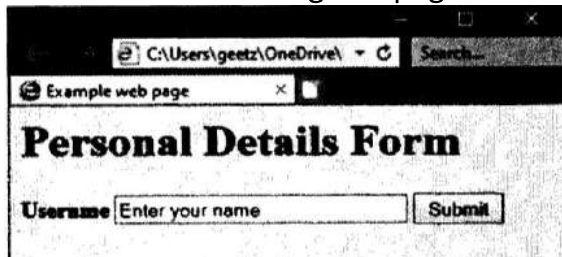 C:\Users\geetz\OneDrive\
Search...
Example web page
Personal Details Form
Username Enter your name Submit